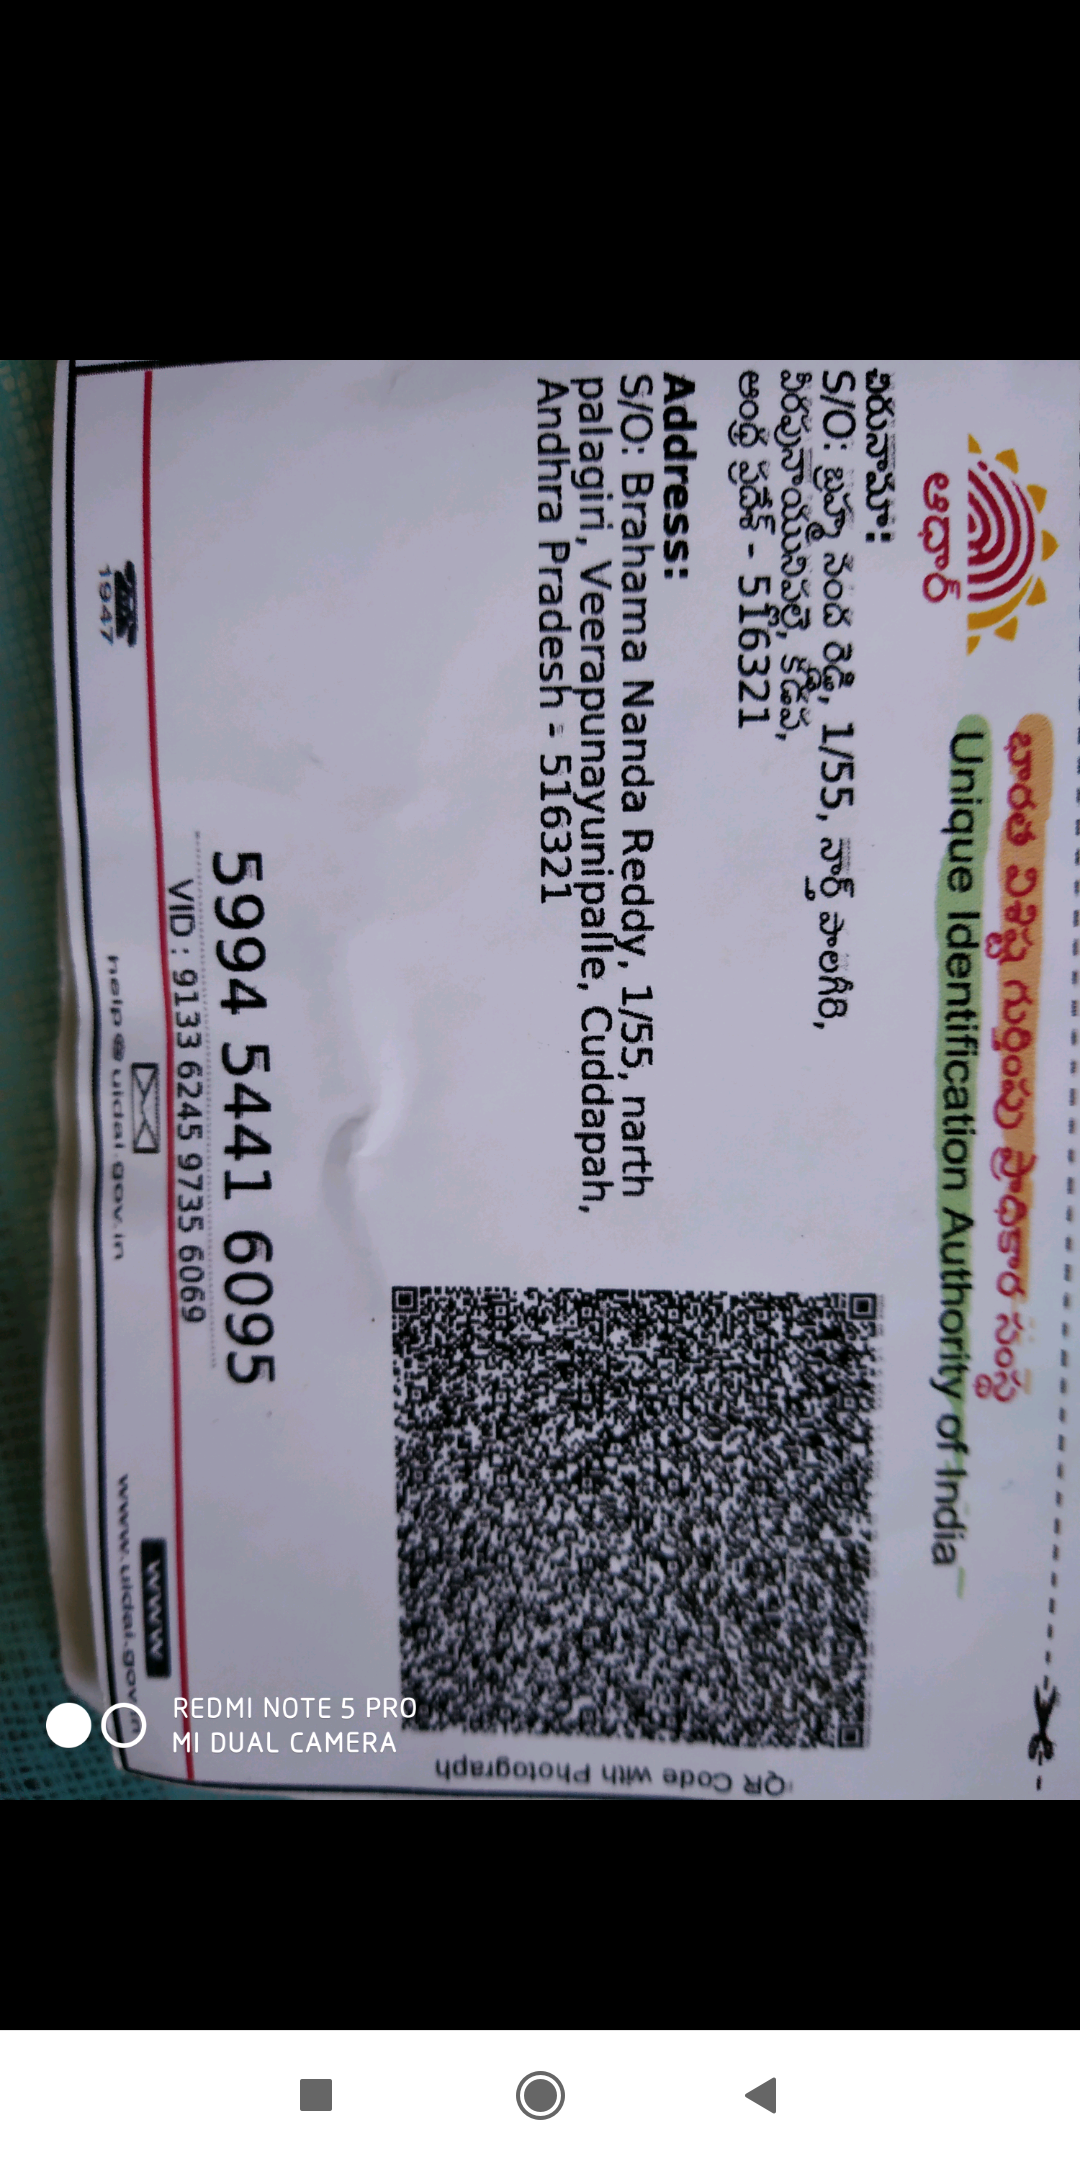 ఆధార్
భారత విశిష్ట గుర్తింపు ప్రాధికార సంస్థ
Unique Identification Authority of India
చిరునామా:
S/O: బ్రహ్మా నంద రెడ్డి, 1/55, నార్త్ పాలగిరి,
వీరపునాయునిపల్లె, కడప,
ఆంధ్ర ప్రదేశ్ - 516321
Address:
S/O: Brahama Nanda Reddy, 1/55, narth
palagiri, Veerapunayunipalle, Cuddapah,
Andhra Pradesh - 516321
QR Code with Photograph
5994 5441 6095
VID : 9133 6245 9735 6069
1947
help@uidai.gov.in
www
www.uidai.gov
REDMI NOTE 5 PRO
MI DUAL CAMERA